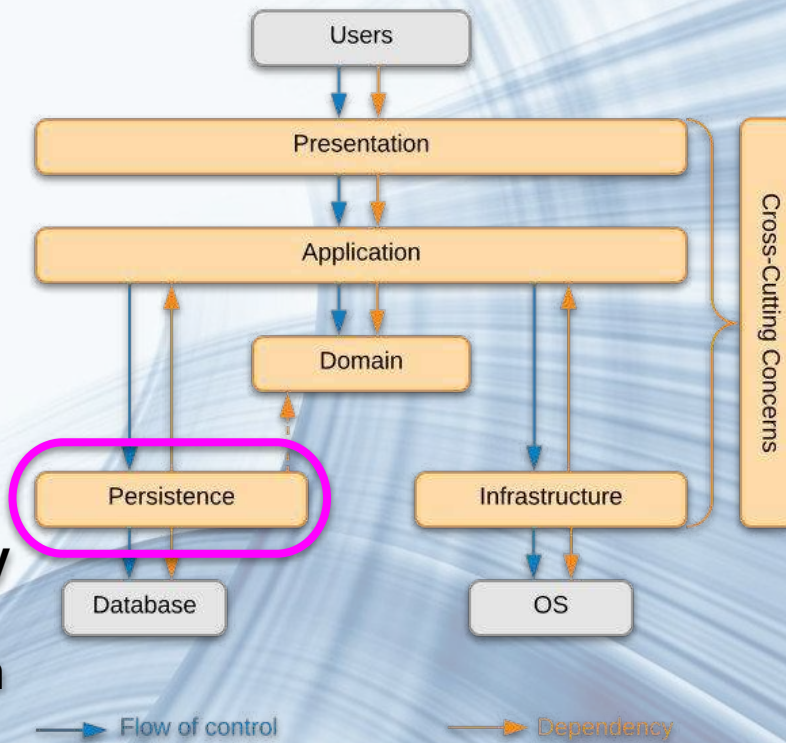 Users
Presentation
Application
Domain
Persistence
Infrastructure
Database
OS
Cross-Cutting Concerns
Flow of control
Dependency